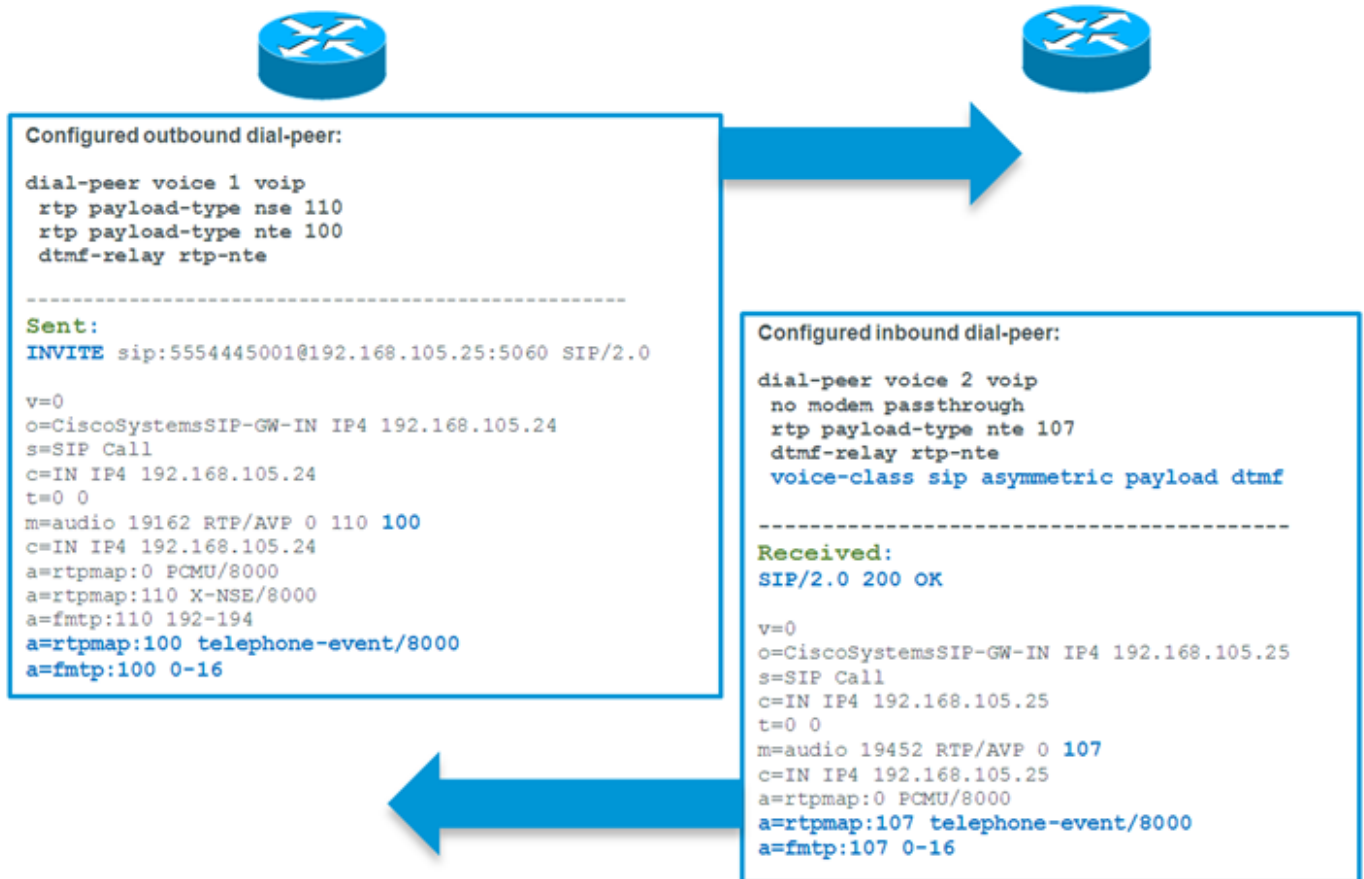 Configured outbound dial-peer:
dial-peer voice 1 voip
rtp payload-type nse 110
rtp payload-type nte 100
dtmf-relay rtp-nte
----------------------------------------------------
Sent:
INVITE sip:5554445001@192.168.105.25:5060 SIP/2.0
v=0
o=CiscoSystemsSIP-GW-IN IP4 192.168.105.24
s=SIP Call
c=IN IP4 192.168.105.24
t=0 0
m=audio 19162 RTP/AVP 0 110 100
c=IN IP4 192.168.105.24
a=rtpmap:0 PCMU/8000
a=rtpmap:110 X-NSE/8000
a=fmtp:110 192-194
a=rtpmap:100 telephone-event/8000
a=fmtp:100 0-16
Configured inbound dial-peer:
dial-peer voice 2 voip
no modem passthrough
rtp payload-type nte 107
dtmf-relay rtp-nte
voice-class sip asymmetric payload dtmf
------------------------------------------
Received:
SIP/2.0 200 OK
v=0
o=CiscoSystemsSIP-GW-IN IP4 192.168.105.25
s=SIP Call
c=IN IP4 192.168.105.25
t=0 0
m=audio 19452 RTP/AVP 0 107
c=IN IP4 192.168.105.25
a=rtpmap:0 PCMU/8000
a=rtpmap:107 telephone-event/8000
a=fmtp:107 0-16